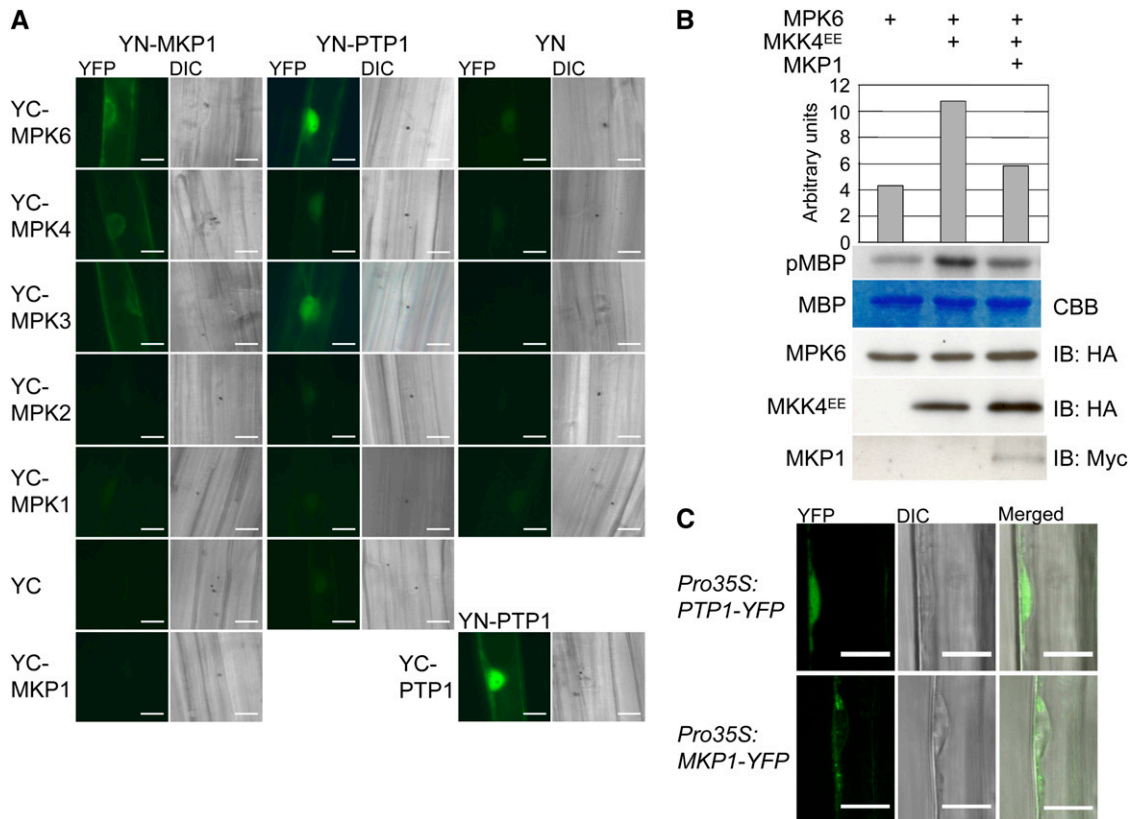 A
YN-MKP1 YN-PTP1 YN
YFP DIC YFP DIC YFP DIC
YC-
MPK6
YC-
MPK4
YC-
MPK3
YC-
MPK2
YC-
MPK1
YC
YC-
MKP1
YN-PTP1
YC-
PTP1
B
MPK6 + + +
MKK4EE + +
MKP1 +
Arbitrary units
12
10
8
6
4
2
0
pMBP
MBP CBB
MPK6 IB: HA
MKK4EE IB: HA
MKP1 IB: Myc
C
YFP DIC Merged
Pro35S:
PTP1-YFP
Pro35S:
MKP1-YFP